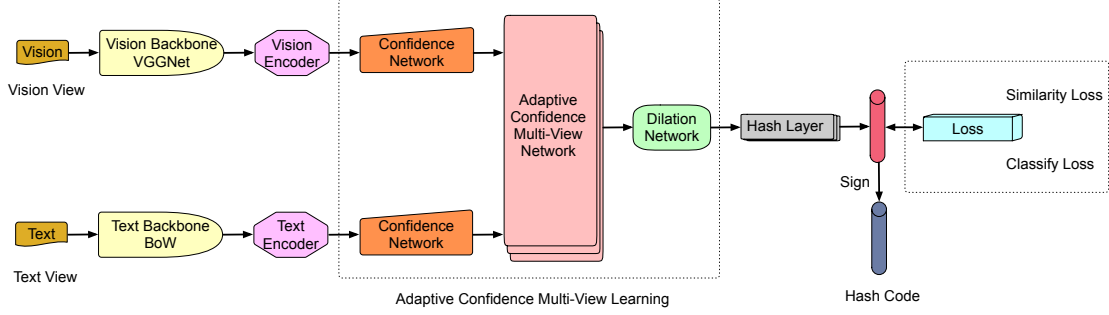 Vision
Vision View
Vision Backbone
VGGNet
Vision
Encoder
Confidence
Network
Text
Text View
Text Backbone
BoW
Text
Encoder
Confidence
Network
Adaptive
Confidence
Multi-View
Network
Dilation
Network
Adaptive Confidence Multi-View Learning
Hash Layer
Sign
Hash Code
Similarity Loss
Loss
Classify Loss